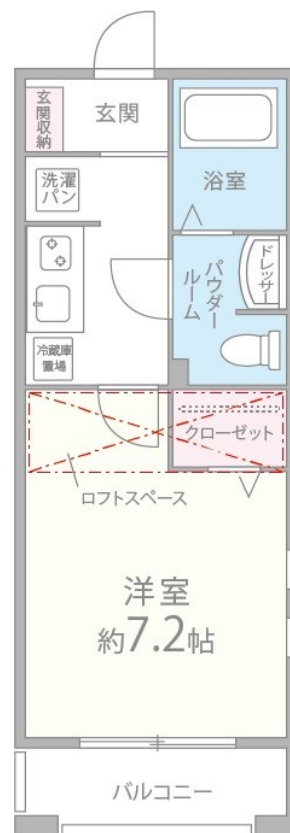 玄関収納
玄関
浴室
洗濯
パン
ドレッサー
パウダー
ルーム
冷蔵庫
置場
クローゼット
ロフトスペース
洋室
約7.2帖
バルコニー